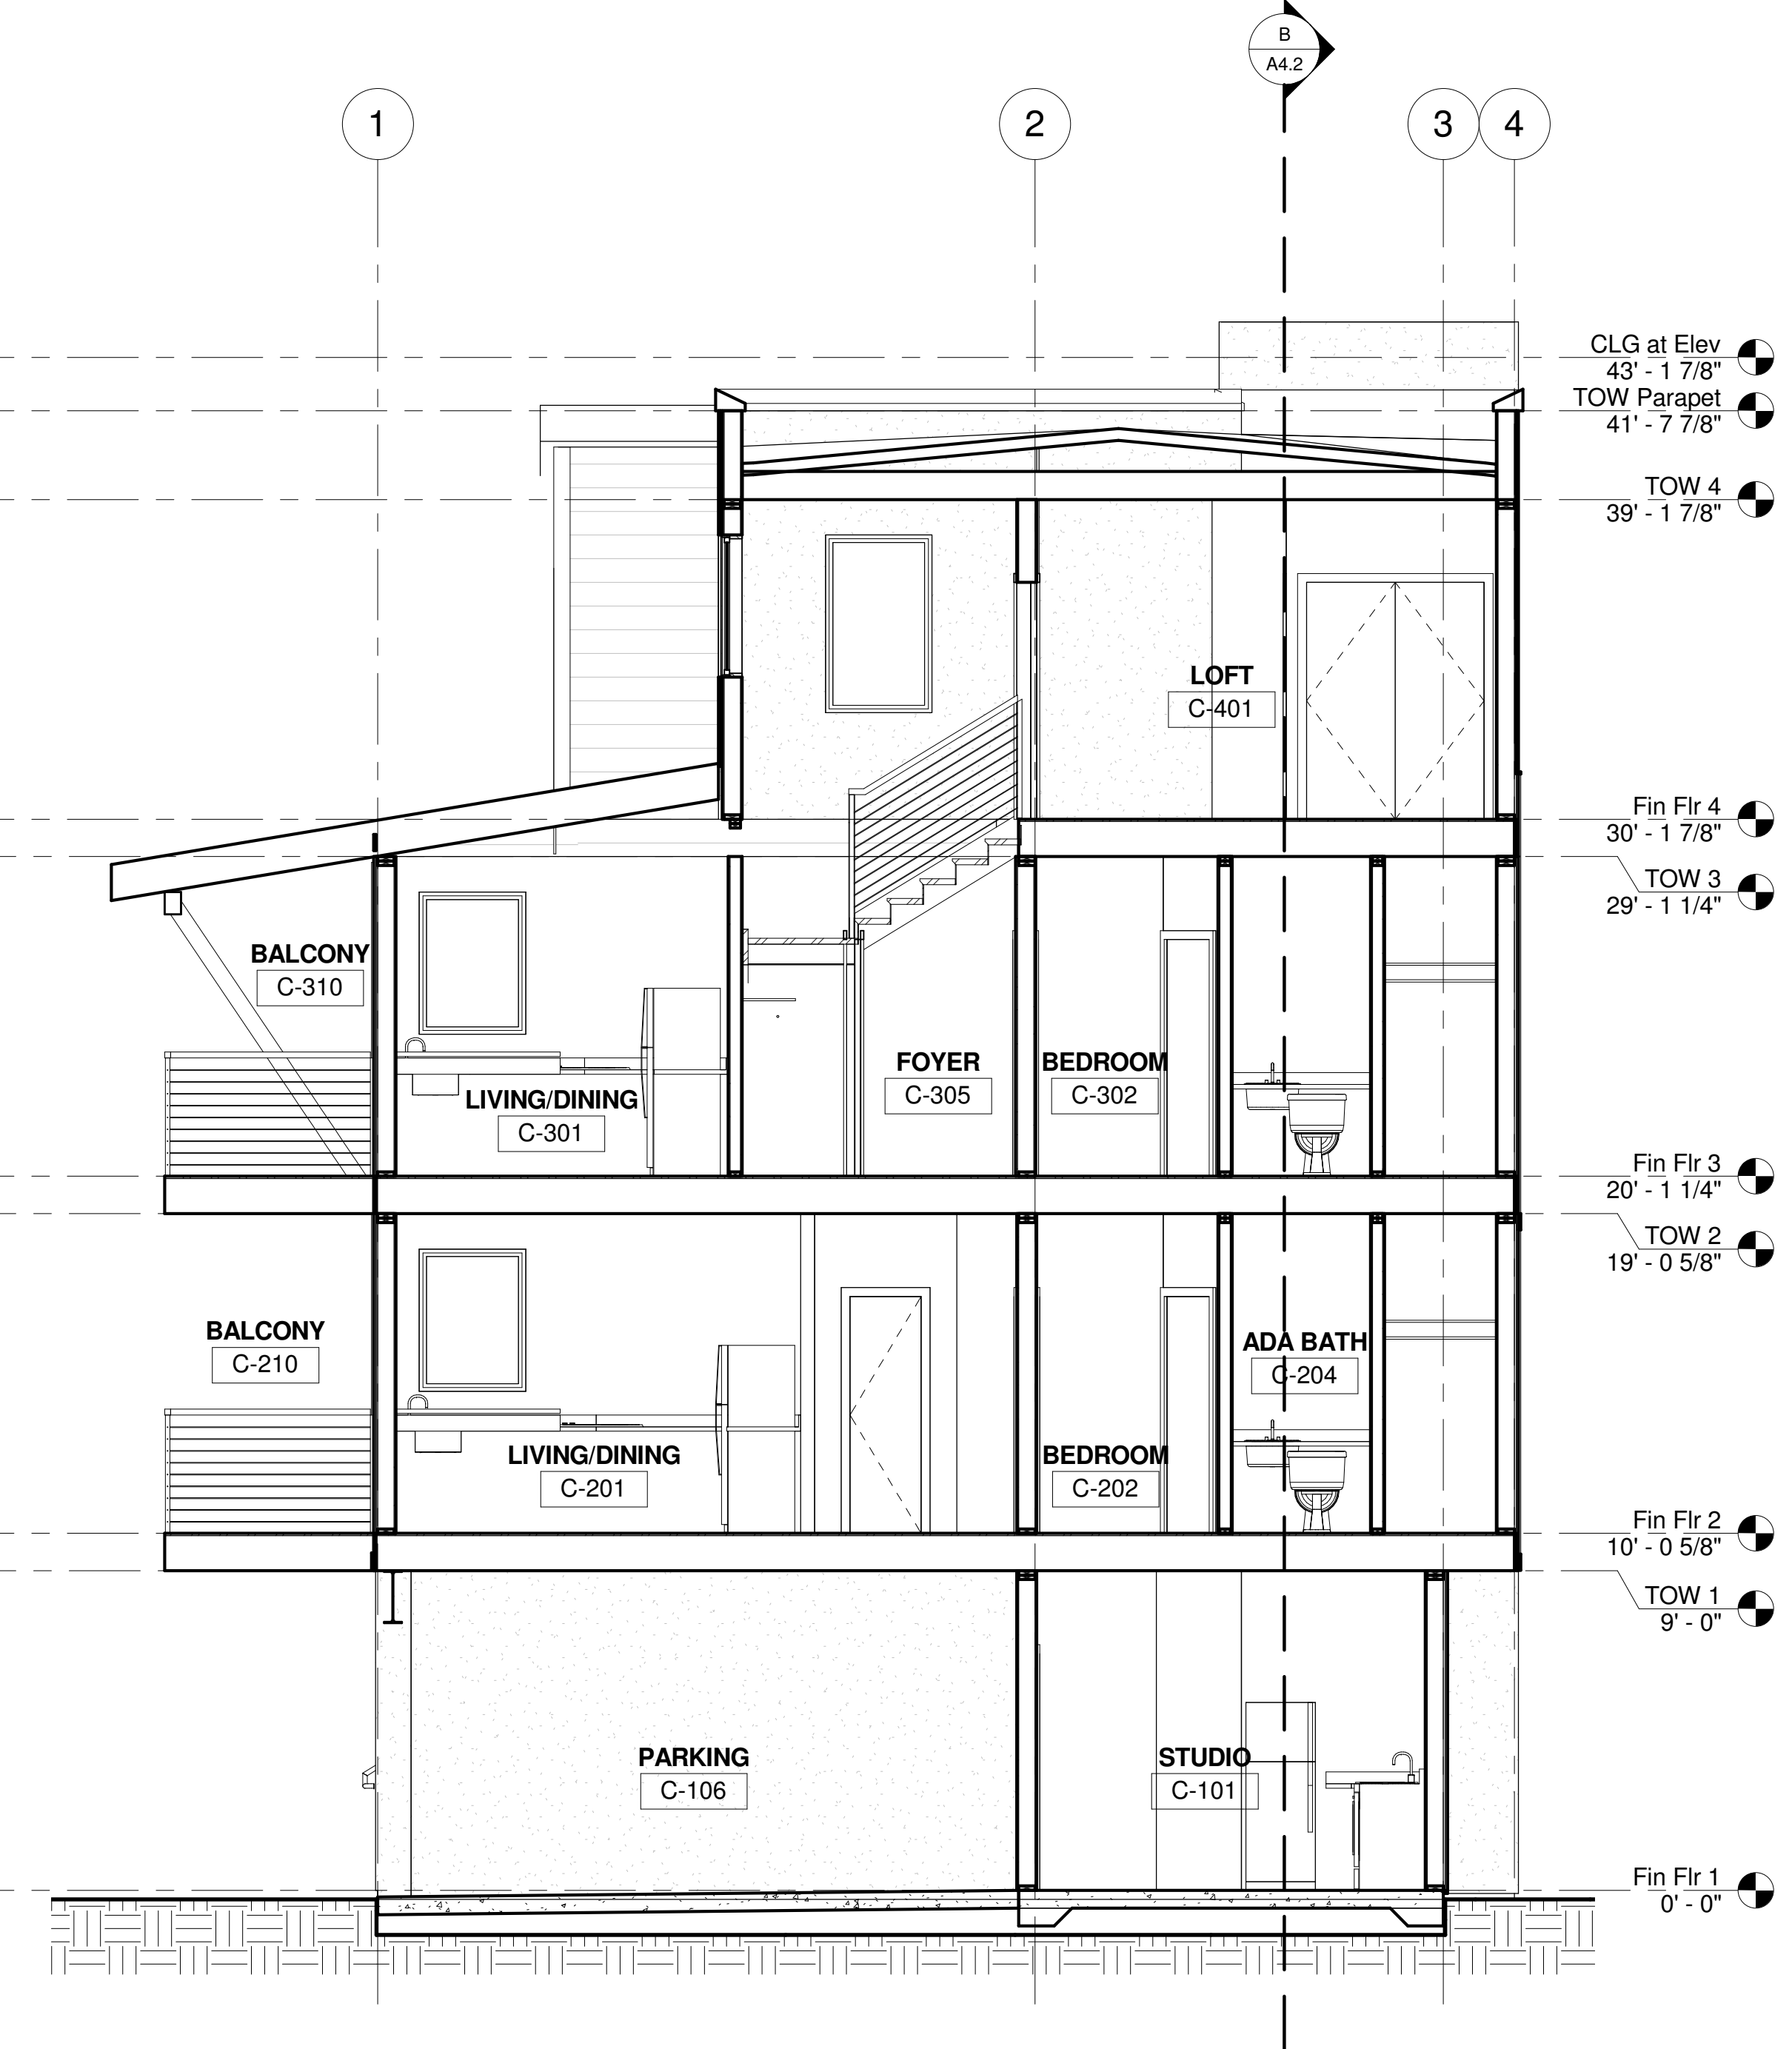 B
A4.2
1
2
3
4
CLG at Elev
43' - 1 7/8"
TOW Parapet
41' - 7 7/8"
TOW 4
39' - 1 7/8"
LOFT
C-401
Fin Flr 4
30' - 1 7/8"
TOW 3
29' - 1 1/4"
BALCONY
C-310
LIVING/DINING
C-301
FOYER
C-305
BEDROOM
C-302
Fin Flr 3
20' - 1 1/4"
TOW 2
19' - 0 5/8"
BALCONY
C-210
LIVING/DINING
C-201
BEDROOM
C-202
ADA BATH
C-204
Fin Flr 2
10' - 0 5/8"
TOW 1
9' - 0"
PARKING
C-106
STUDIO
C-101
Fin Flr 1
0' - 0"